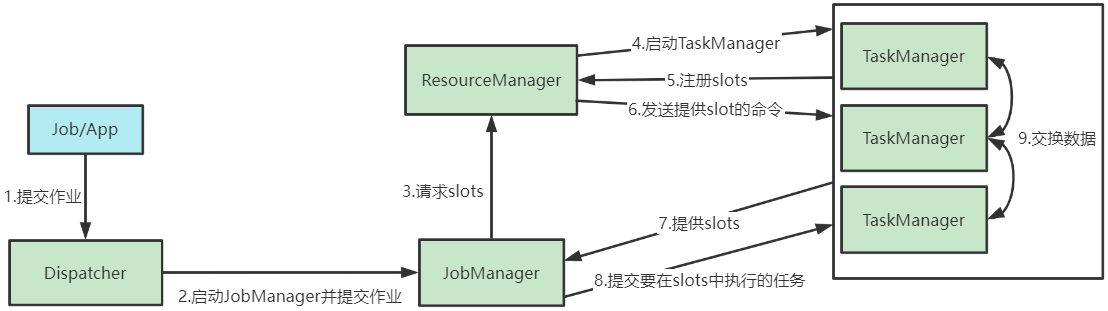 4.启动TaskManager
TaskManager
ResourceManager
5.注册slots
6.发送提供slot的命令
Job/App
TaskManager
9.交换数据
1.提交作业
3.请求slots
TaskManager
7.提供slots
Dispatcher
JobManager
8.提交要在slots中执行的任务
2.启动JobManager并提交作业